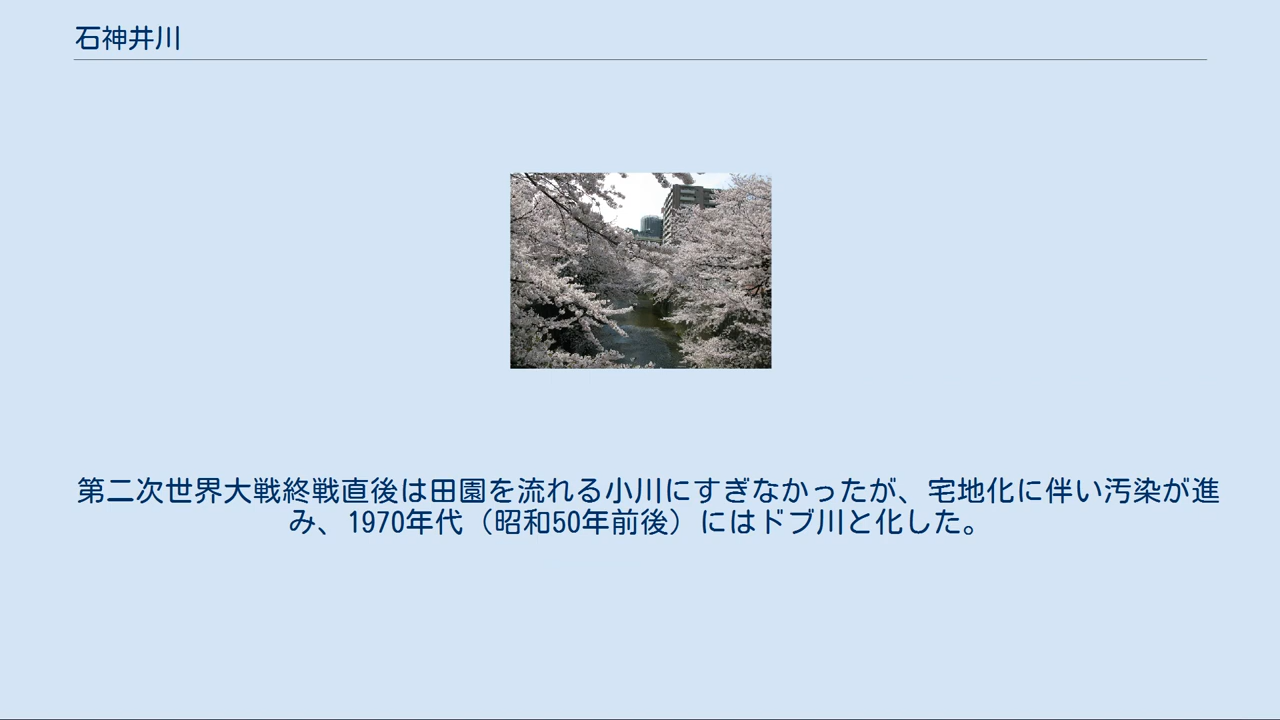 石神井川
第二次世界大戦終戦直後は田園を流れる小川にすぎなかったが、宅地化に伴い汚染が進
み、1970年代（昭和50年前後）にはドブ川と化した。